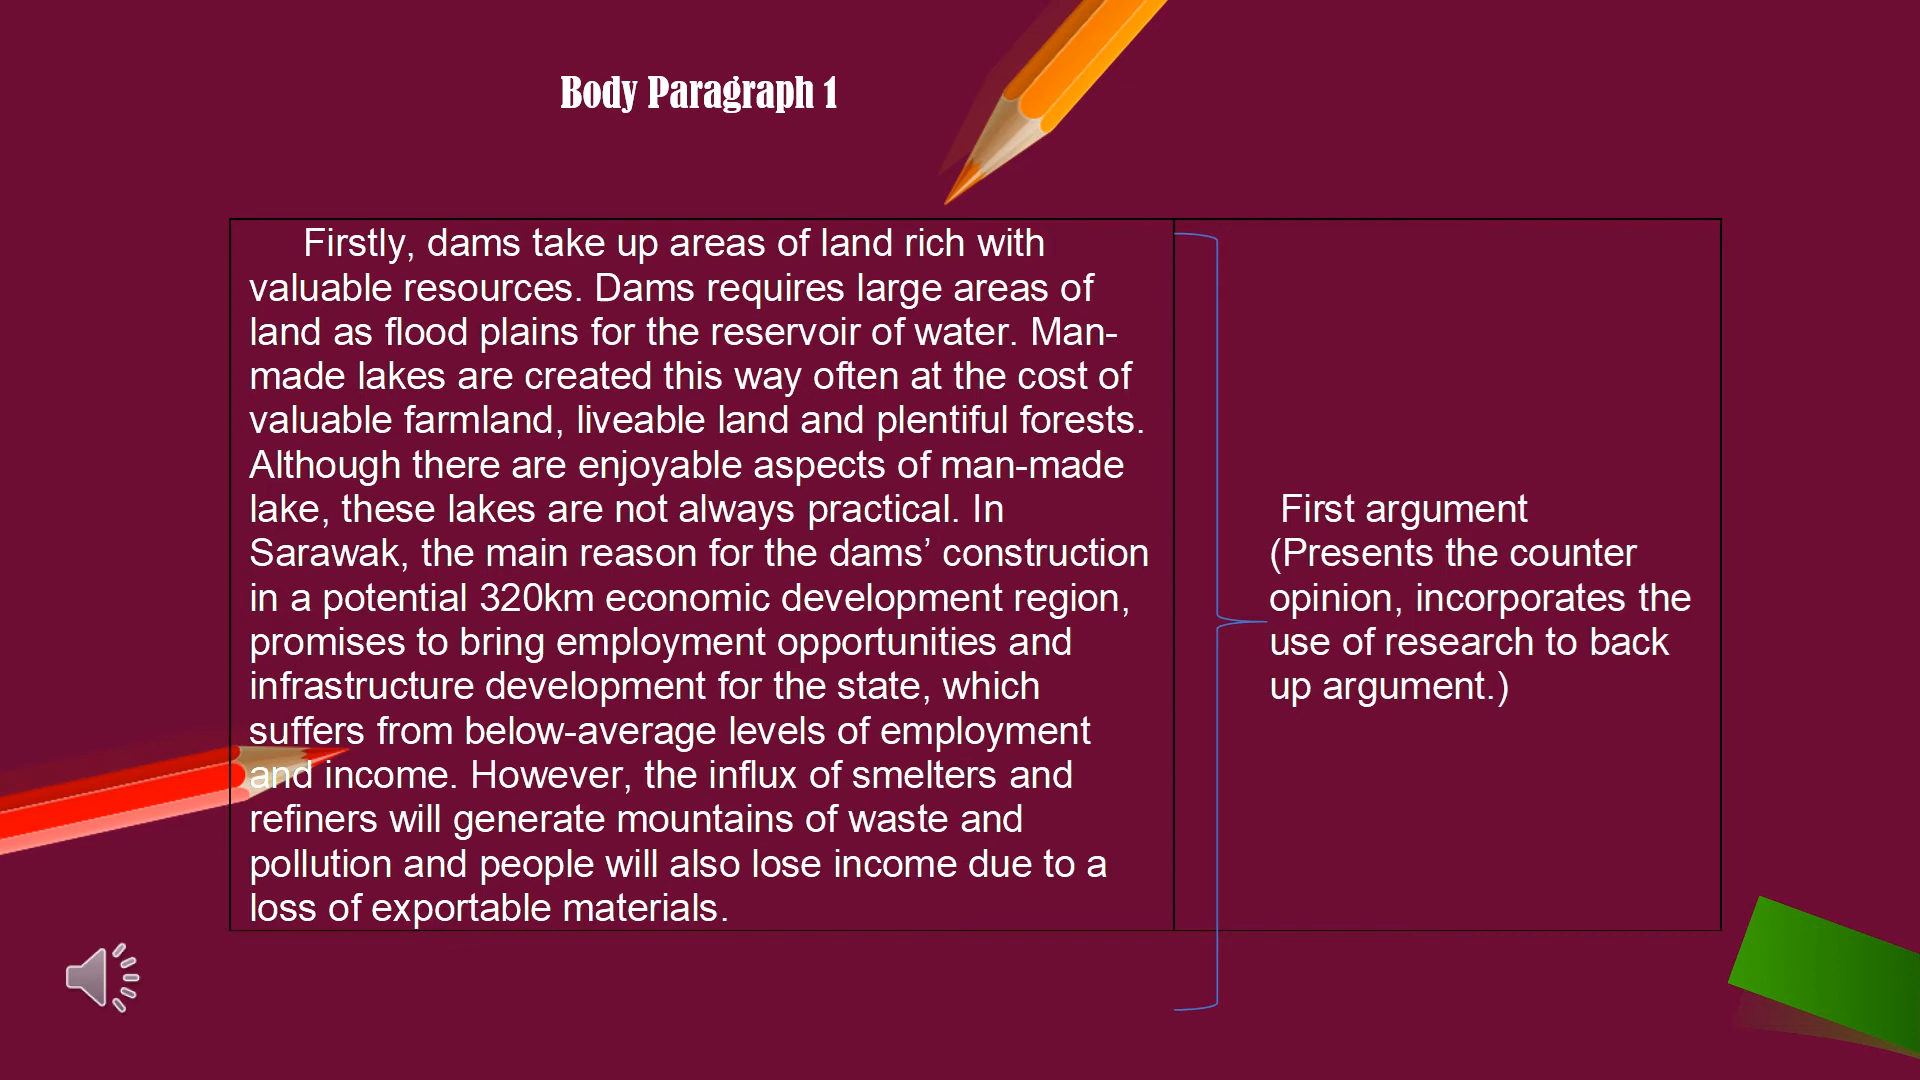 Body Paragraph 1
Firstly, dams take up areas of land rich with
valuable resources. Dams requires large areas of
land as flood plains for the reservoir of water. Man-
made lakes are created this way often at the cost of
valuable farmland, liveable land and plentiful forests.
Although there are enjoyable aspects of man-made
lake, these lakes are not always practical. In
Sarawak, the main reason for the dams’ construction
in a potential 320km economic development region,
promises to bring employment opportunities and
infrastructure development for the state, which
suffers from below-average levels of employment
and income. However, the influx of smelters and
refiners will generate mountains of waste and
pollution and people will also lose income due to a
loss of exportable materials.
First argument
(Presents the counter
opinion, incorporates the
use of research to back
up argument.)